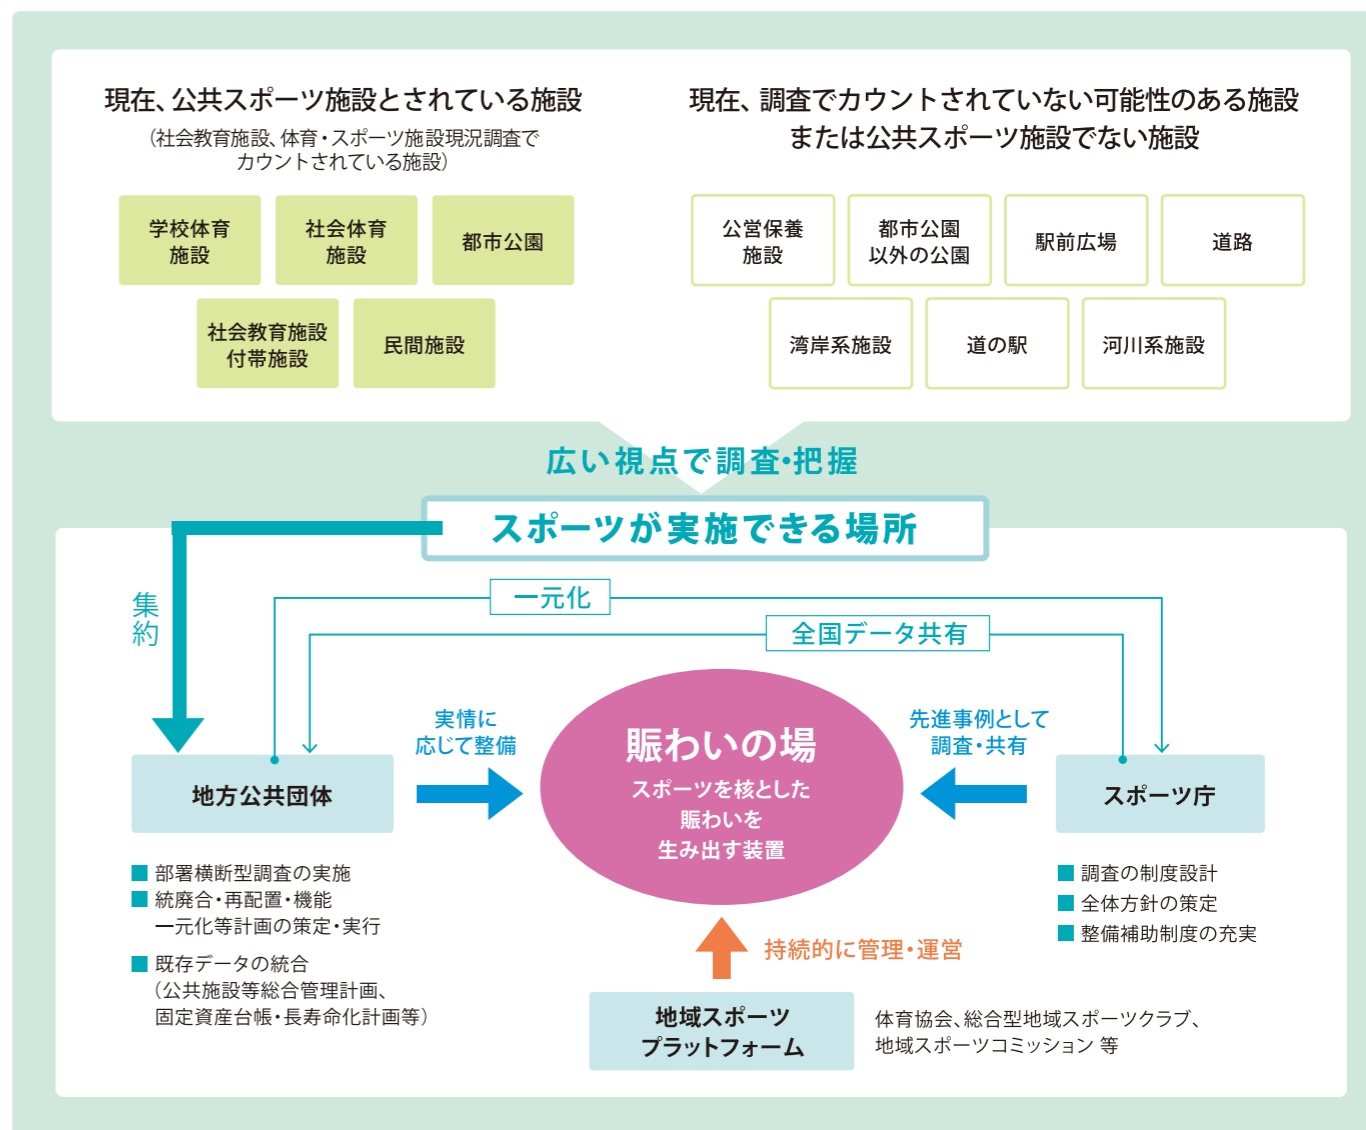 現在、公共スポーツ施設とされている施設
（社会教育施設、体育・スポーツ施設現況調査で
カウントされている施設）
学校体育
施設
社会体育
施設
都市公園
社会教育施設
付帯施設
民間施設
現在、調査でカウントされていない可能性のある施設
または公共スポーツ施設でない施設
公営保養
施設
都市公園
以外の公園
駅前広場
道路
湾岸系施設
道の駅
河川系施設
広い視点で調査・把握
スポーツが実施できる場所
集約
一元化
全国データ共有
地方公共団体
実情に
応じて整備
賑わいの場
スポーツを核とした
賑わいを
生み出す装置
先進事例として
調査・共有
スポーツ庁
■ 部署横断型調査の実施
■ 統廃合・再配置・機能
一元化等計画の策定・実行
■ 既存データの統合
（公共施設等総合管理計画、
固定資産台帳・長寿命化計画等）
■ 調査の制度設計
■ 全体方針の策定
■ 整備補助制度の充実
持続的に管理・運営
地域スポーツ
プラットフォーム
体育協会、総合型地域スポーツクラブ、
地域スポーツコミッション 等